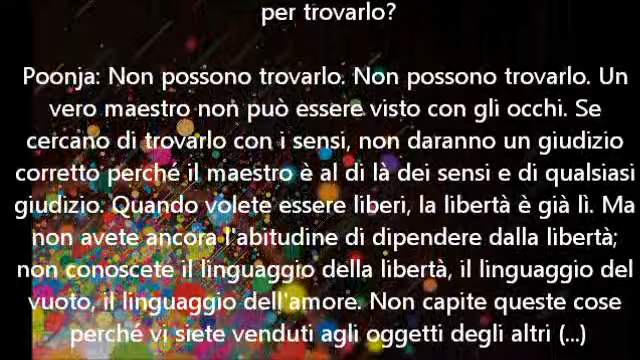 per trovarlo?
Poonja: Non possono trovarlo. Non possono trovarlo. Un
vero maestro non può essere visto con gli occhi. Se
cercano di trovarlo con i sensi, non daranno un giudizio
corretto perché il maestro è al di là dei sensi e di qualsiasi
giudizio. Quando volete essere liberi, la libertà è già lì. Ma
non avete ancora l'abitudine di dipendere dalla libertà;
non conoscete il linguaggio della libertà, il linguaggio del
vuoto, il linguaggio dell'amore. Non capite queste cose
perché vi siete venduti agli oggetti degli altri (...)